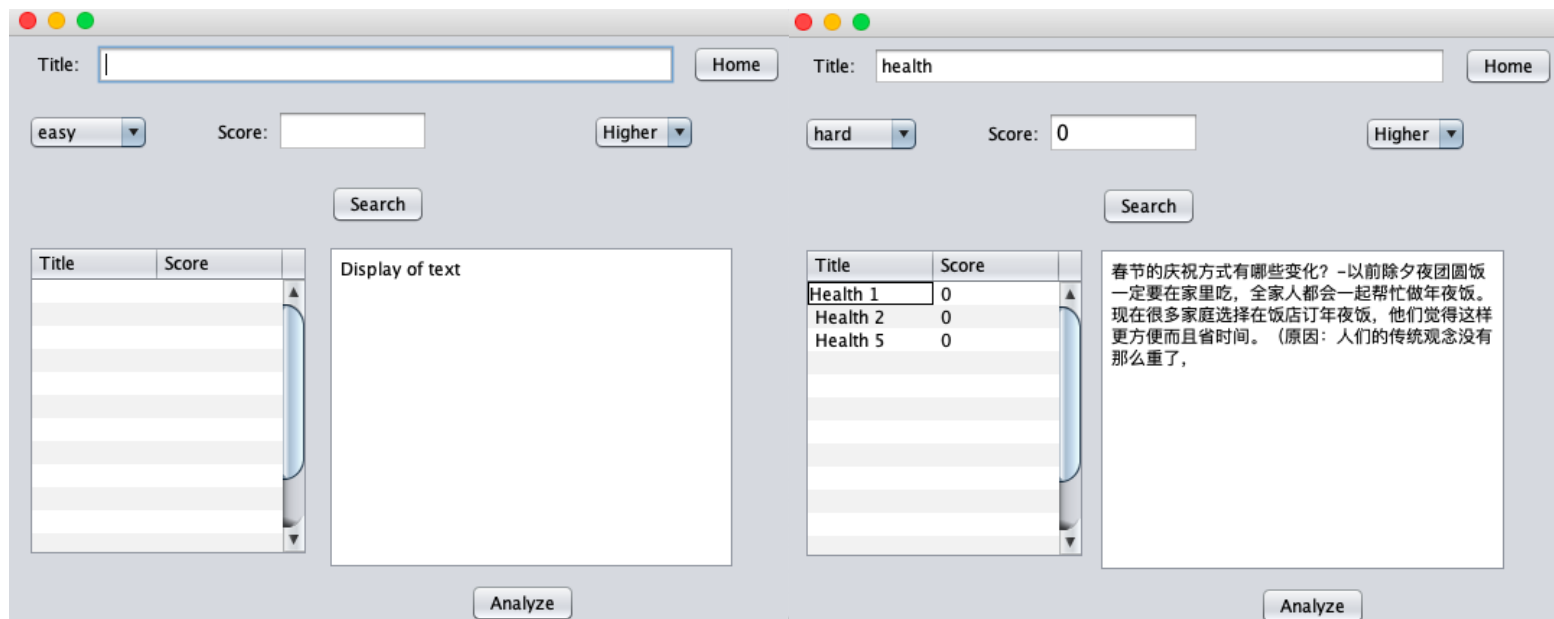 Title:
Home
easy
Score:
Higher
Search
Title Score
Display of text
Analyze
Title: health
Home
hard
Score: 0
Higher
Search
Title Score
Health 1 0
Health 2 0
Health 5 0
春节的庆祝方式有哪些变化？-以前除夕夜团圆饭
一定要在家里吃，全家人都会一起帮忙做年夜饭。
现在很多家庭选择在饭店订年夜饭，他们觉得这样
更方便而且省时间。（原因：人们的传统观念没有
那么重了，
Analyze